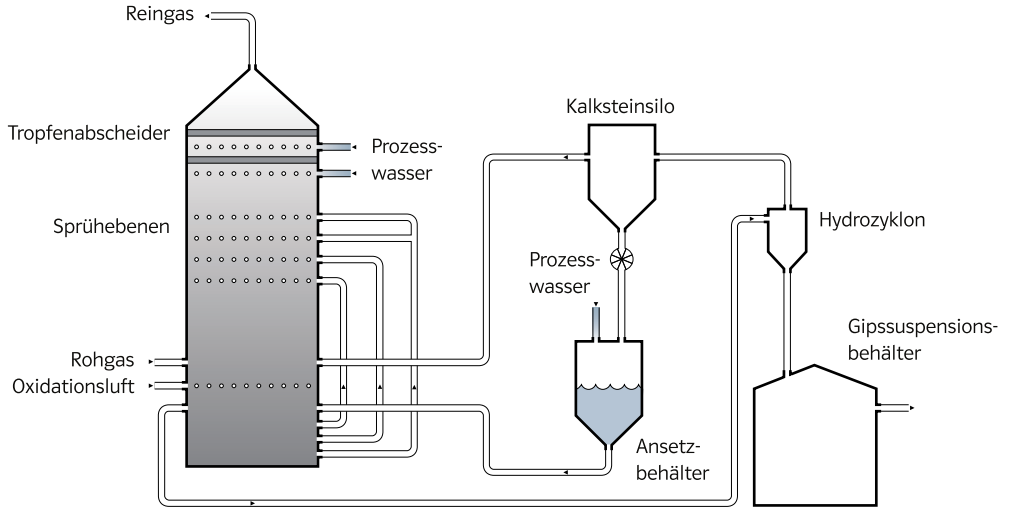 Reingas
Tropfenabscheider
Prozess-
wasser
Sprühebenen
Rohgas
Oxidationsluft
Kalksteinsilo
Prozess-
wasser
Ansetz-
behälter
Hydrozyklon
Gipssuspensions-
behälter